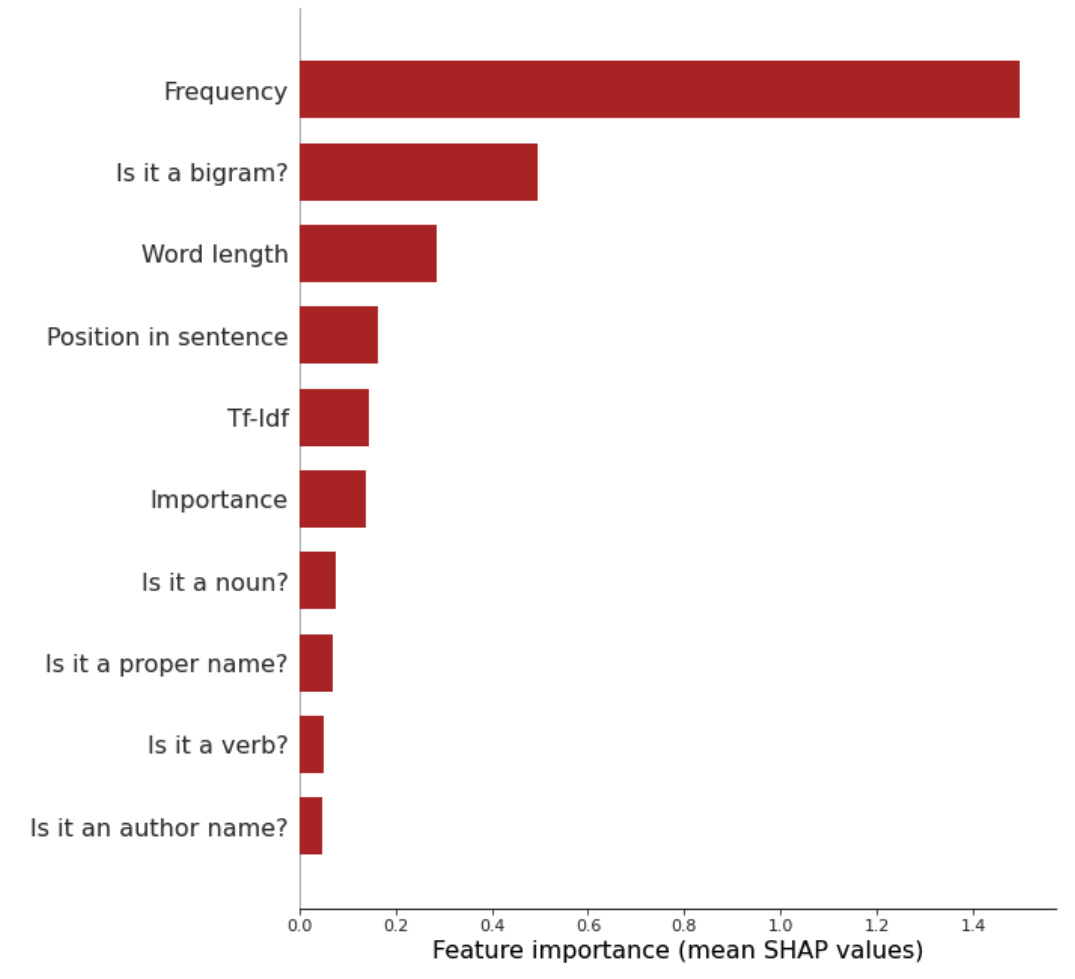 Frequency
Is it a bigram?
Word length
Position in sentence
Tf-Idf
Importance
Is it a noun?
Is it a proper name?
Is it a verb?
Is it an author name?
0.0 0.2 0.4 0.6 0.8 1.0 1.2 1.4
Feature importance (mean SHAP values)